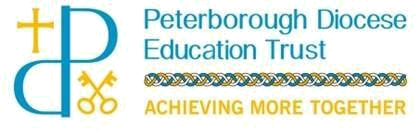 Peterborough Diocese
Education Trust
ACHIEVING MORE TOGETHER